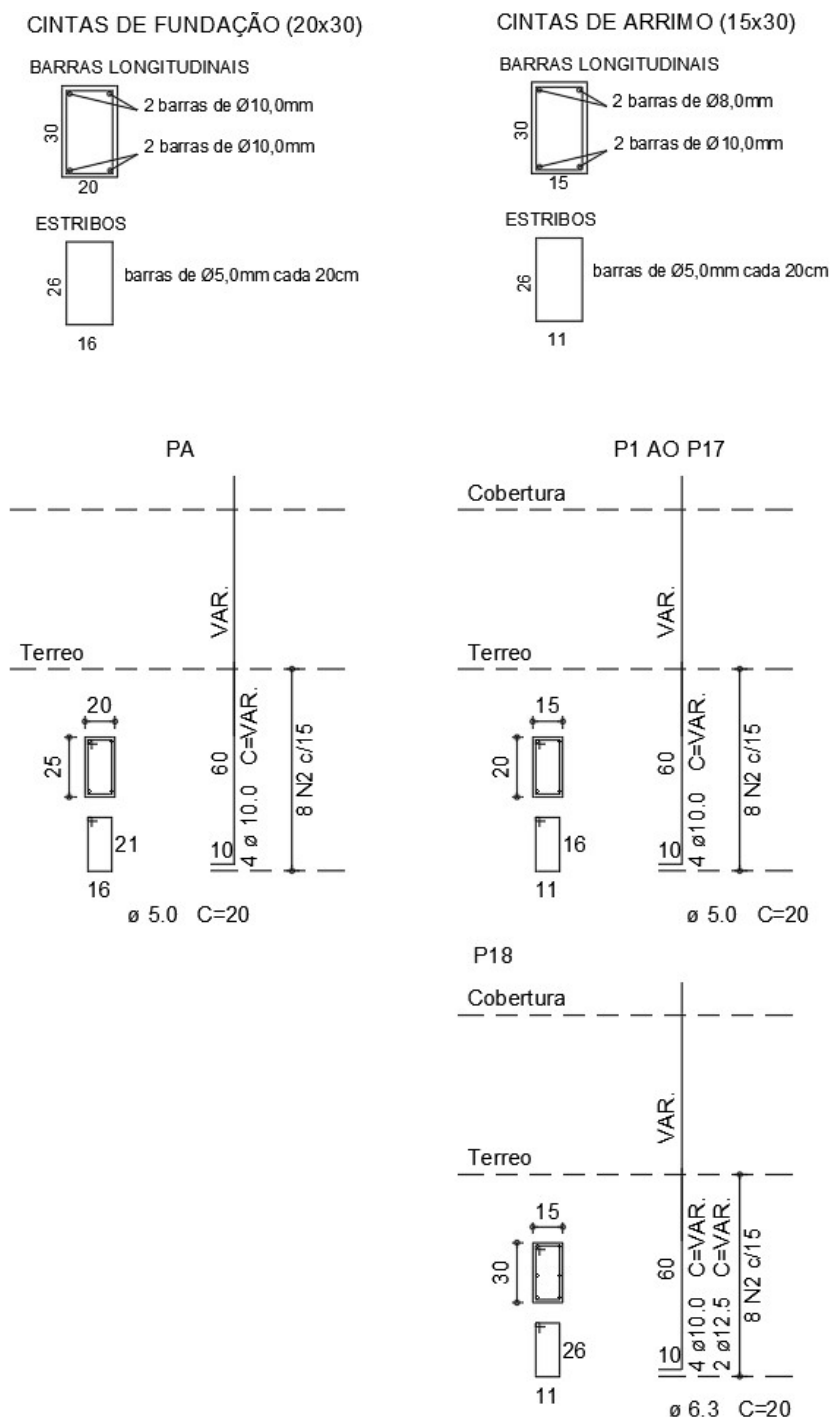 CINTAS DE FUNDAÇÃO (20x30)
BARRAS LONGITUDINAIS
2 barras de Ø10,0mm
30
2 barras de Ø10,0mm
20
ESTRIBOS
26
barras de Ø5,0mm cada 20cm
16
CINTAS DE ARRIMO (15x30)
BARRAS LONGITUDINAIS
2 barras de Ø8,0mm
30
2 barras de Ø10,0mm
15
ESTRIBOS
26
barras de Ø5,0mm cada 20cm
11
PA
VAR.
Terreo
20
25
21
16
60
10
4 ø 10.0 C=VAR.
8 N2 c/15
ø 5.0 C=20
P1 AO P17
Cobertura
VAR.
Terreo
15
20
16
11
60
10
4 ø10.0 C=VAR.
8 N2 c/15
ø 5.0 C=20
P18
Cobertura
VAR.
Terreo
15
30
26
11
60
10
4 ø10.0 C=VAR.
2 ø12.5 C=VAR.
8 N2 c/15
ø 6.3 C=20